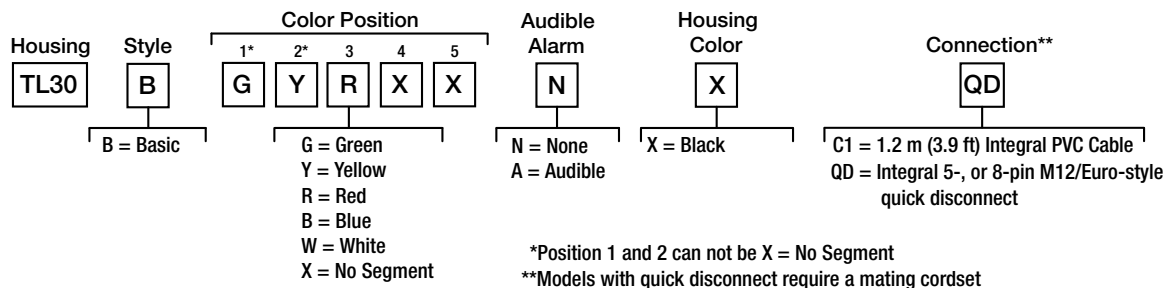 Color Position
Audible
Alarm
Housing
Color
Housing
Style
Connection**
1*
2*
3
4
5
TL30
B
G
Y
R
X
X
N
X
QD
B = Basic
G = Green
Y = Yellow
R = Red
B = Blue
W = White
X = No Segment
N = None
A = Audible
X = Black
C1 = 1.2 m (3.9 ft) Integral PVC Cable
QD = Integral 5-, or 8-pin M12/Euro-style
quick disconnect
*Position 1 and 2 can not be X = No Segment
**Models with quick disconnect require a mating cordset